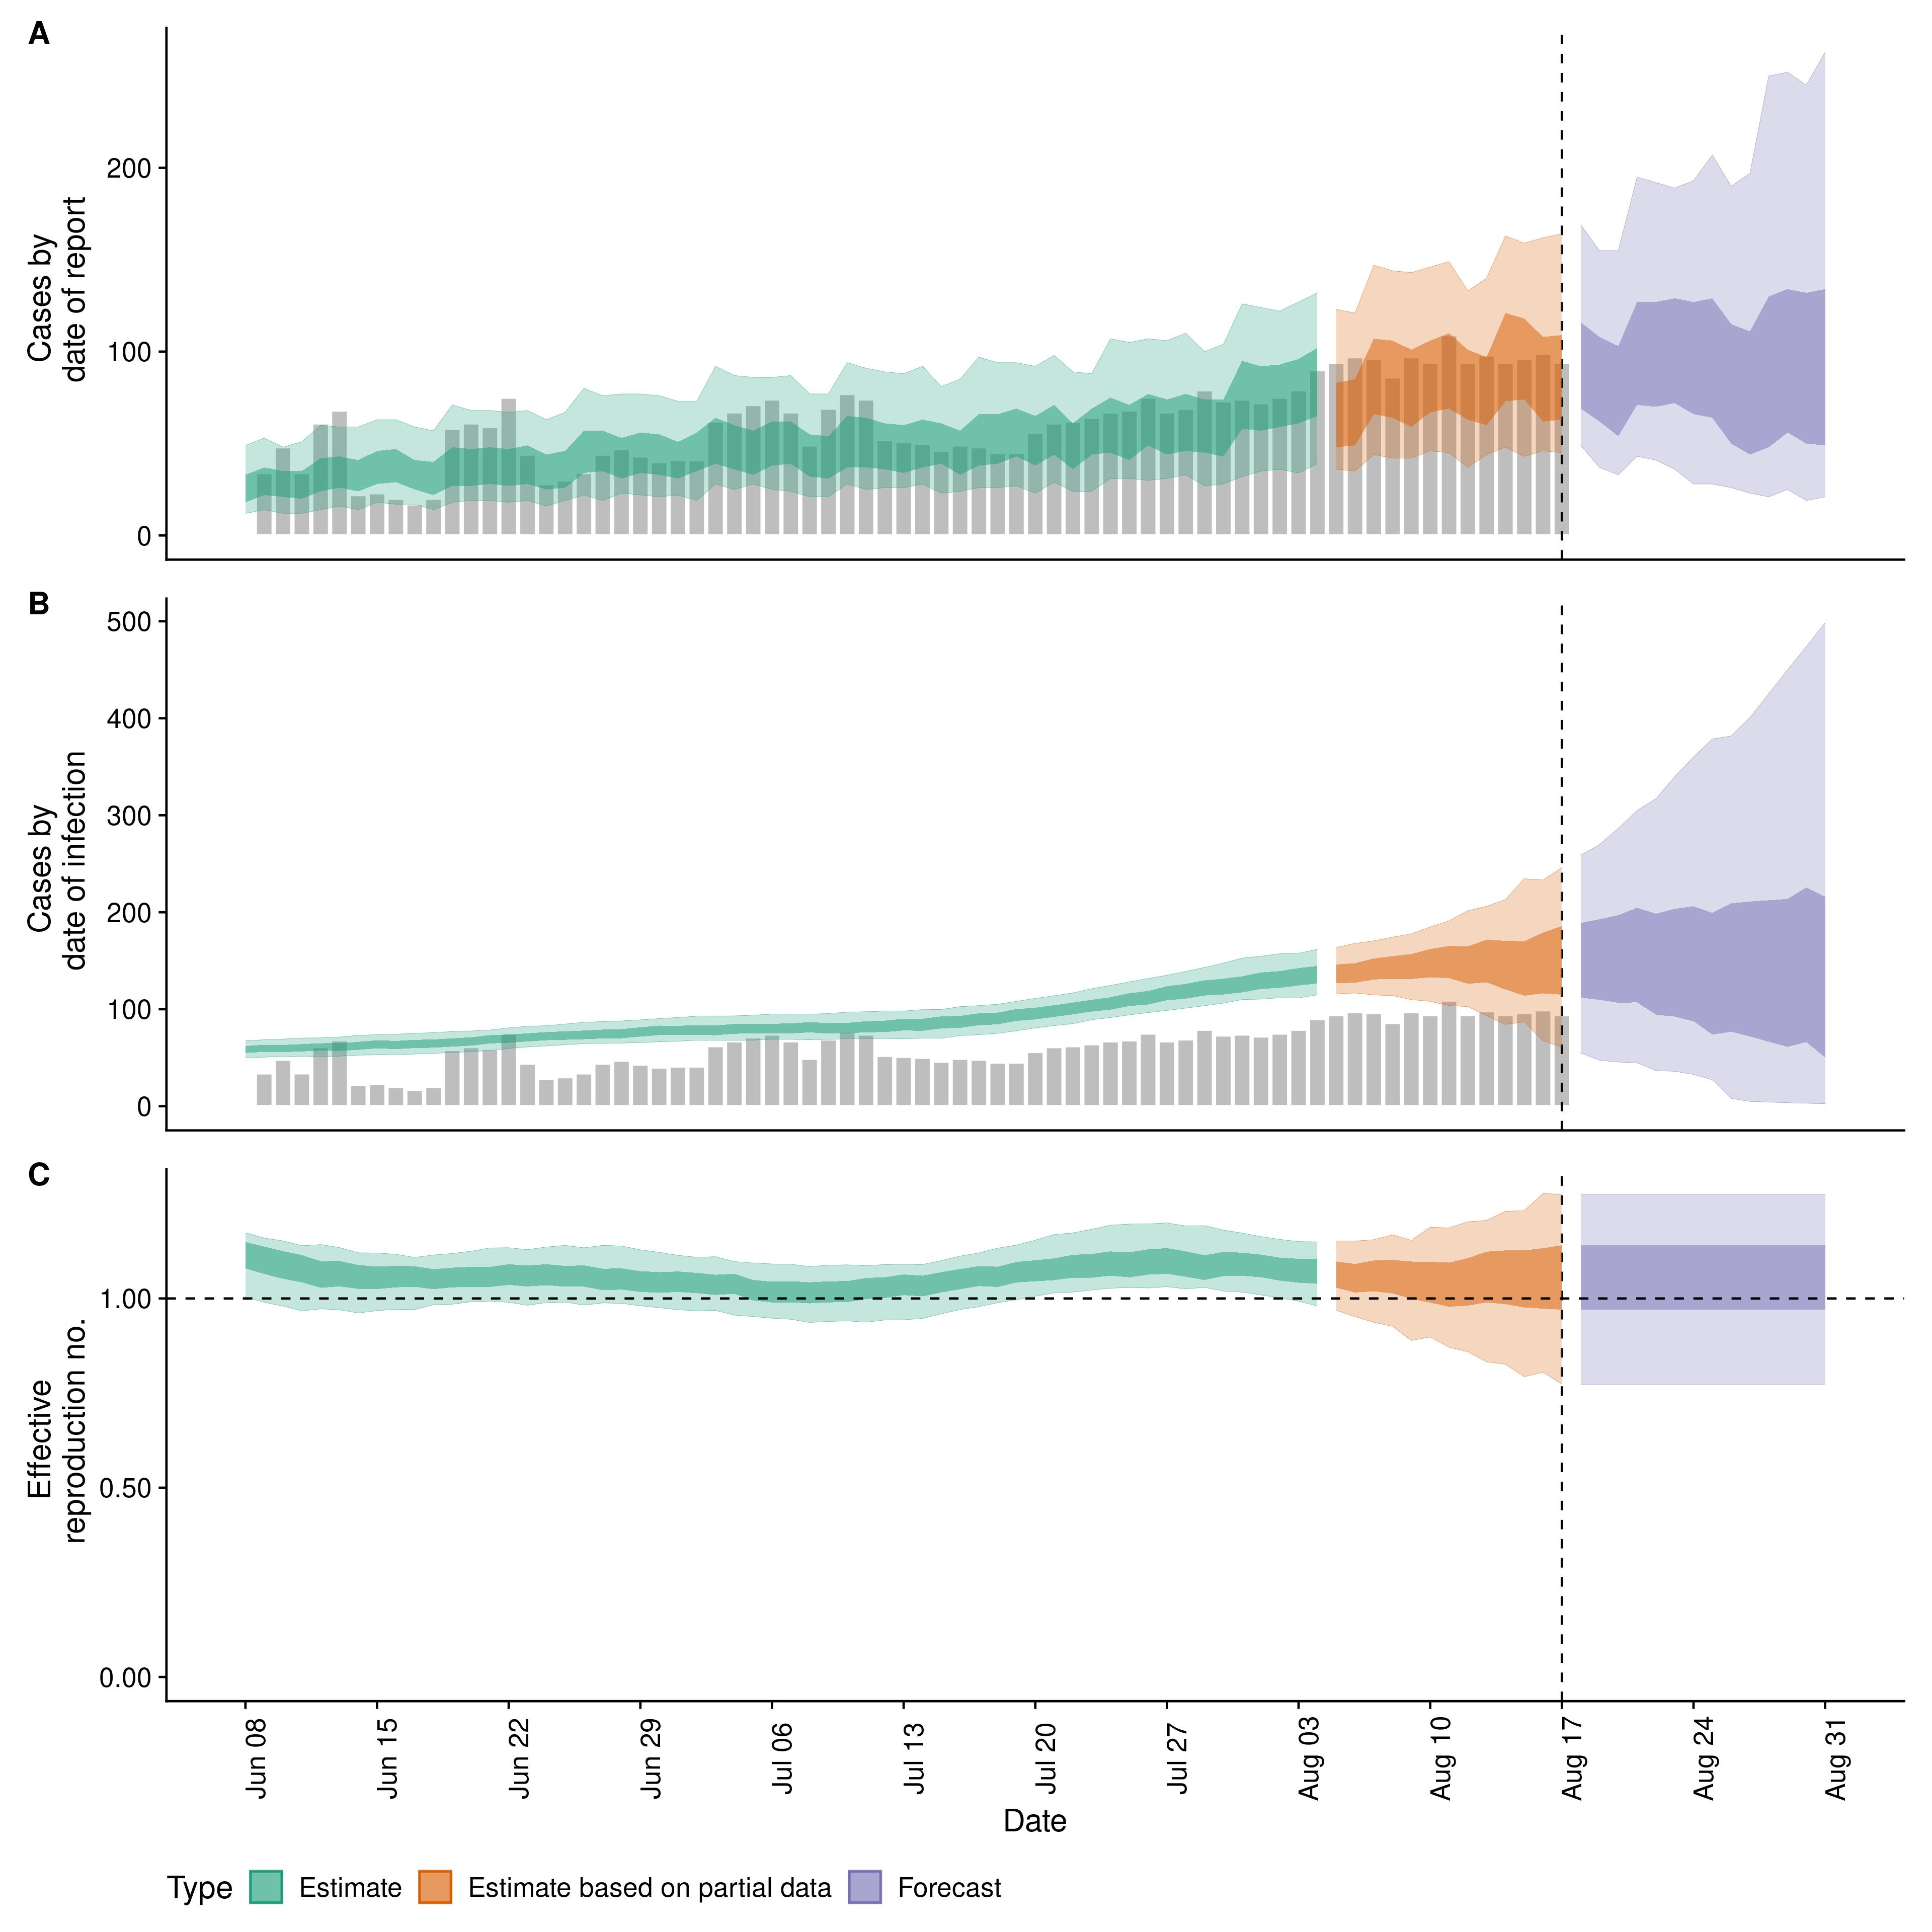 A
Cases by
date of report
200
100
0
B
Cases by
date of infection
500
400
300
200
100
0
C
Effective
reproduction no.
1.00
0.50
0.00
Jun 08
Jun 15
Jun 22
Jun 29
Jul 06
Jul 13
Jul 20
Jul 27
Aug 03
Aug 10
Aug 17
Aug 24
Aug 31
Date
Type Estimate Estimate based on partial data Forecast